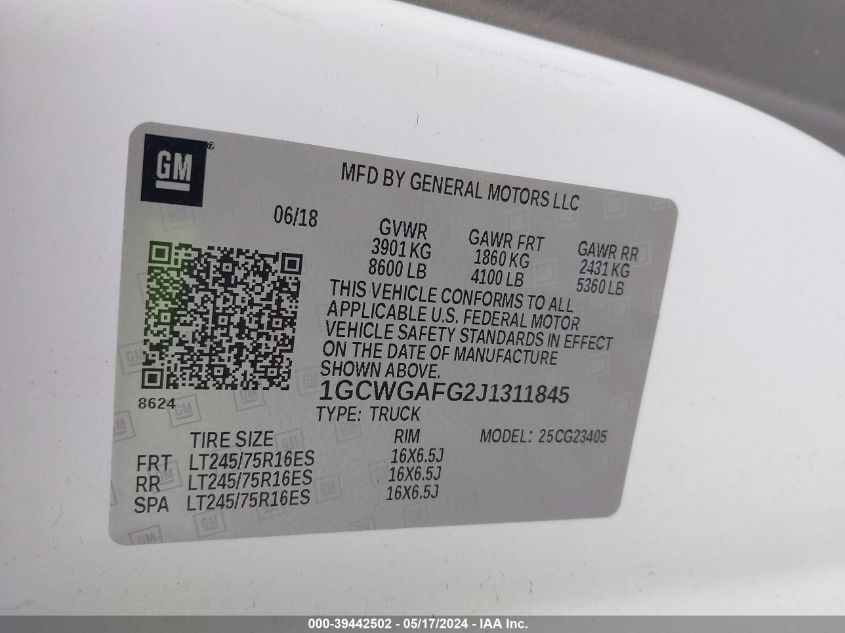 GM®
MFD BY GENERAL MOTORS LLC
06/18
GVWR
3901 KG
8600 LB
GAWR FRT
1860 KG
4100 LB
GAWR RR
2431 KG
5360 LB
THIS VEHICLE CONFORMS TO ALL
APPLICABLE U.S. FEDERAL MOTOR
VEHICLE SAFETY STANDARDS IN EFFECT
ON THE DATE OF MANUFACTURE
SHOWN ABOVE.
8624
1GCWGAFG2J1311845
TYPE: TRUCK
TIRE SIZE RIM MODEL: 25CG23405
FRT LT245/75R16ES 16X6.5J
RR LT245/75R16ES 16X6.5J
SPA LT245/75R16ES 16X6.5J
000-39442502 - 05/17/2024 - IAA Inc.